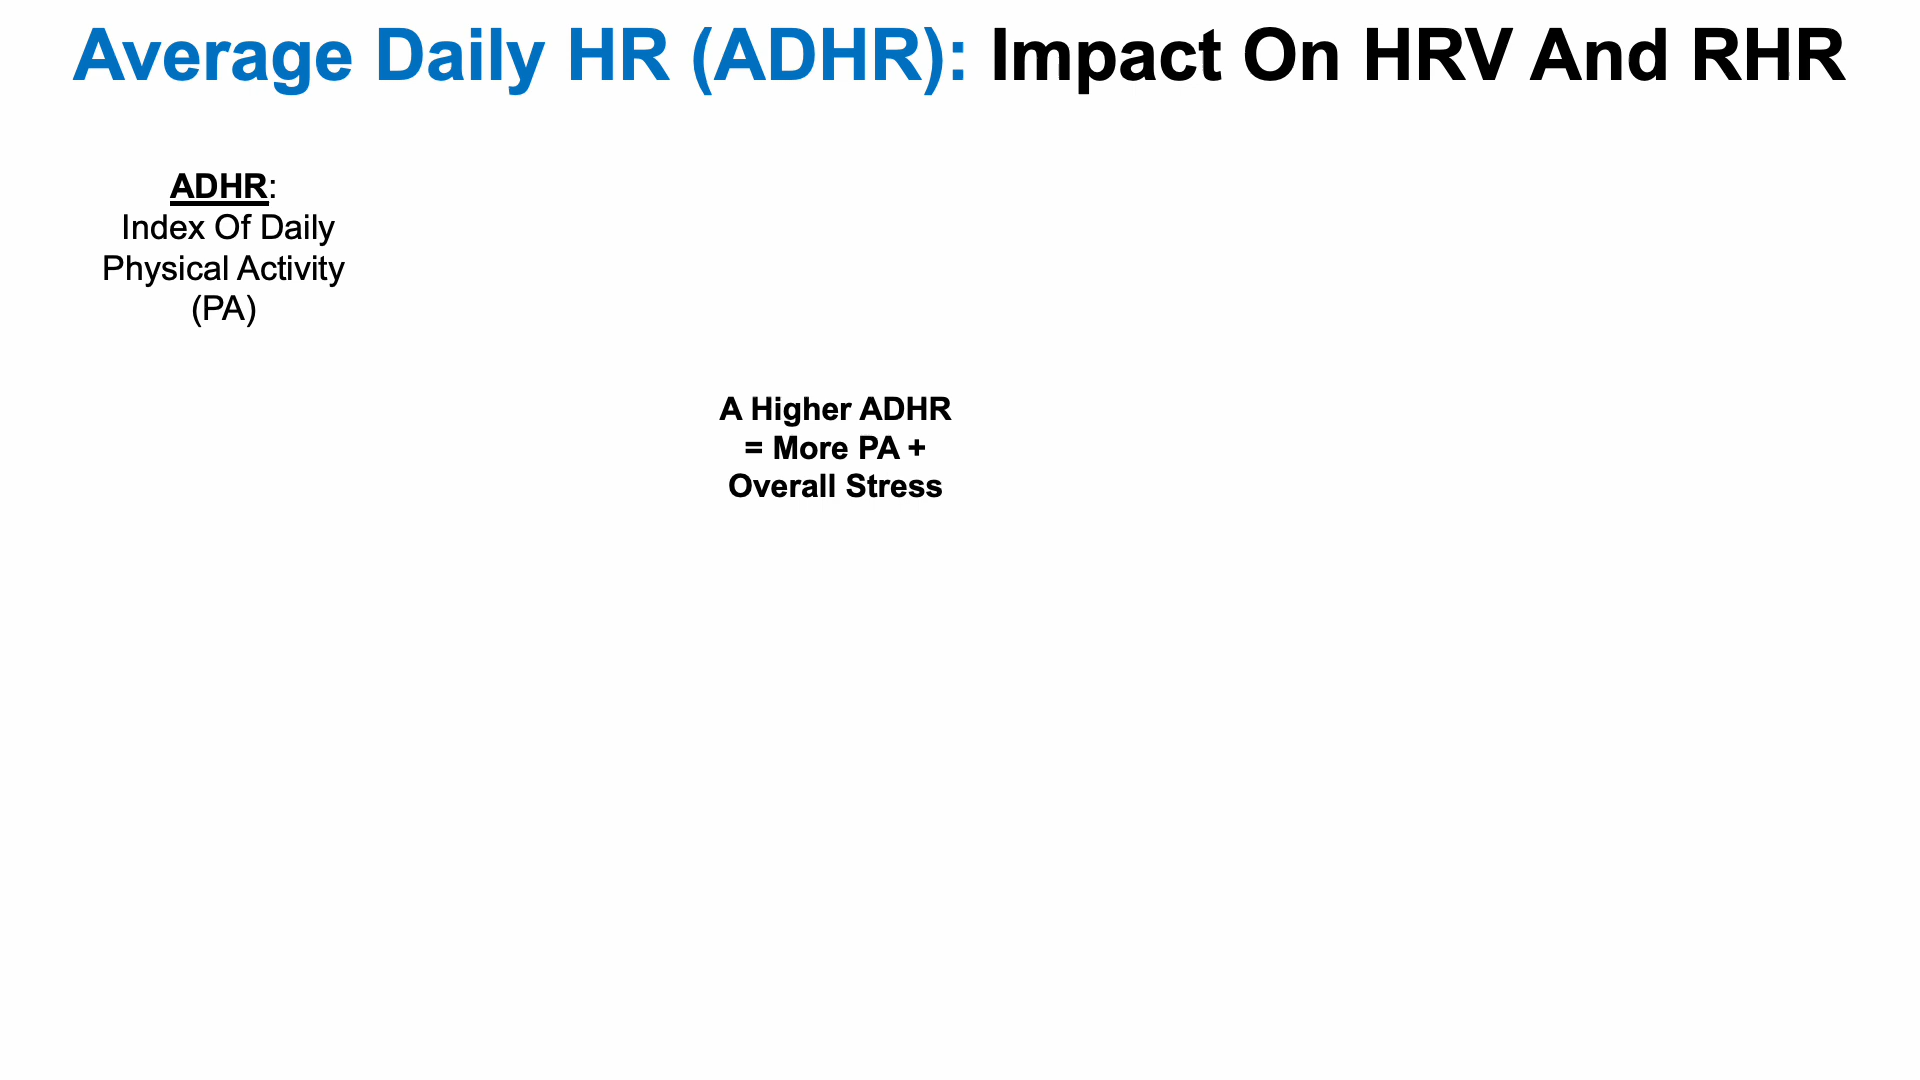 Average Daily HR (ADHR): Impact On HRV And RHR
ADHR:
Index Of Daily
Physical Activity
(PA)
A Higher ADHR
= More PA +
Overall Stress